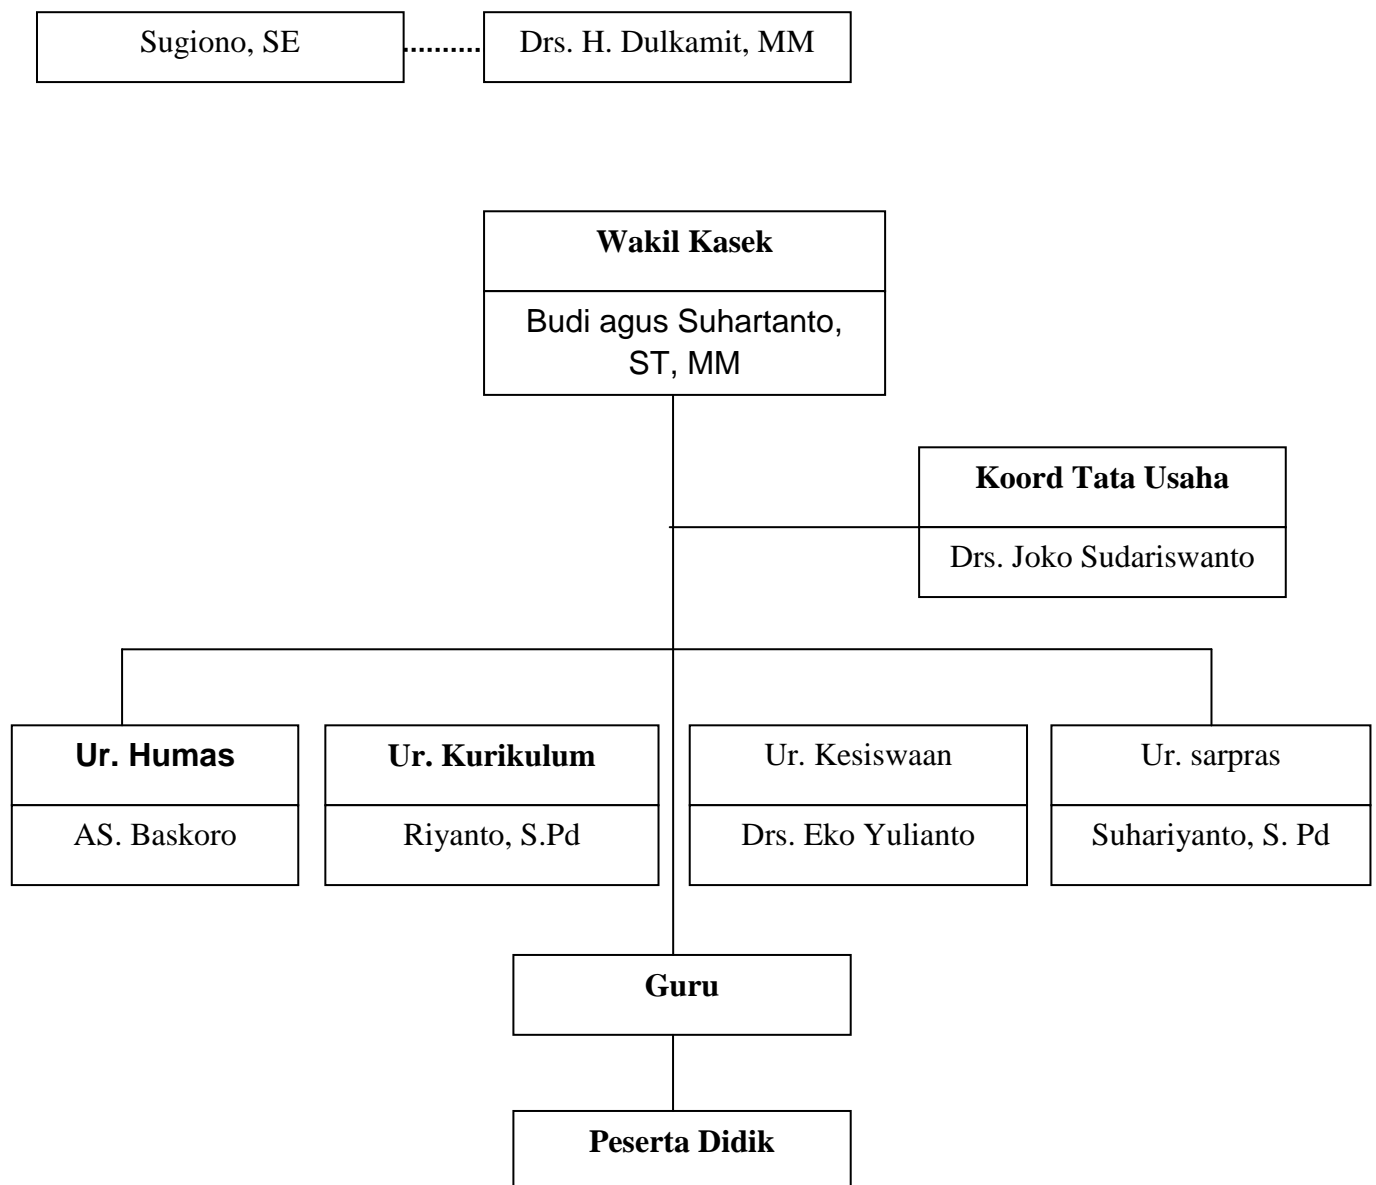 Sugiono, SE
Drs. H. Dulkamit, MM
Wakil Kasek
Budi agus Suhartanto,
ST, MM
Koord Tata Usaha
Drs. Joko Sudariswanto
Ur. Humas
AS. Baskoro
Ur. Kurikulum
Riyanto, S.Pd
Ur. Kesiswaan
Drs. Eko Yulianto
Ur. sarpras
Suhariyanto, S. Pd
Guru
Peserta Didik